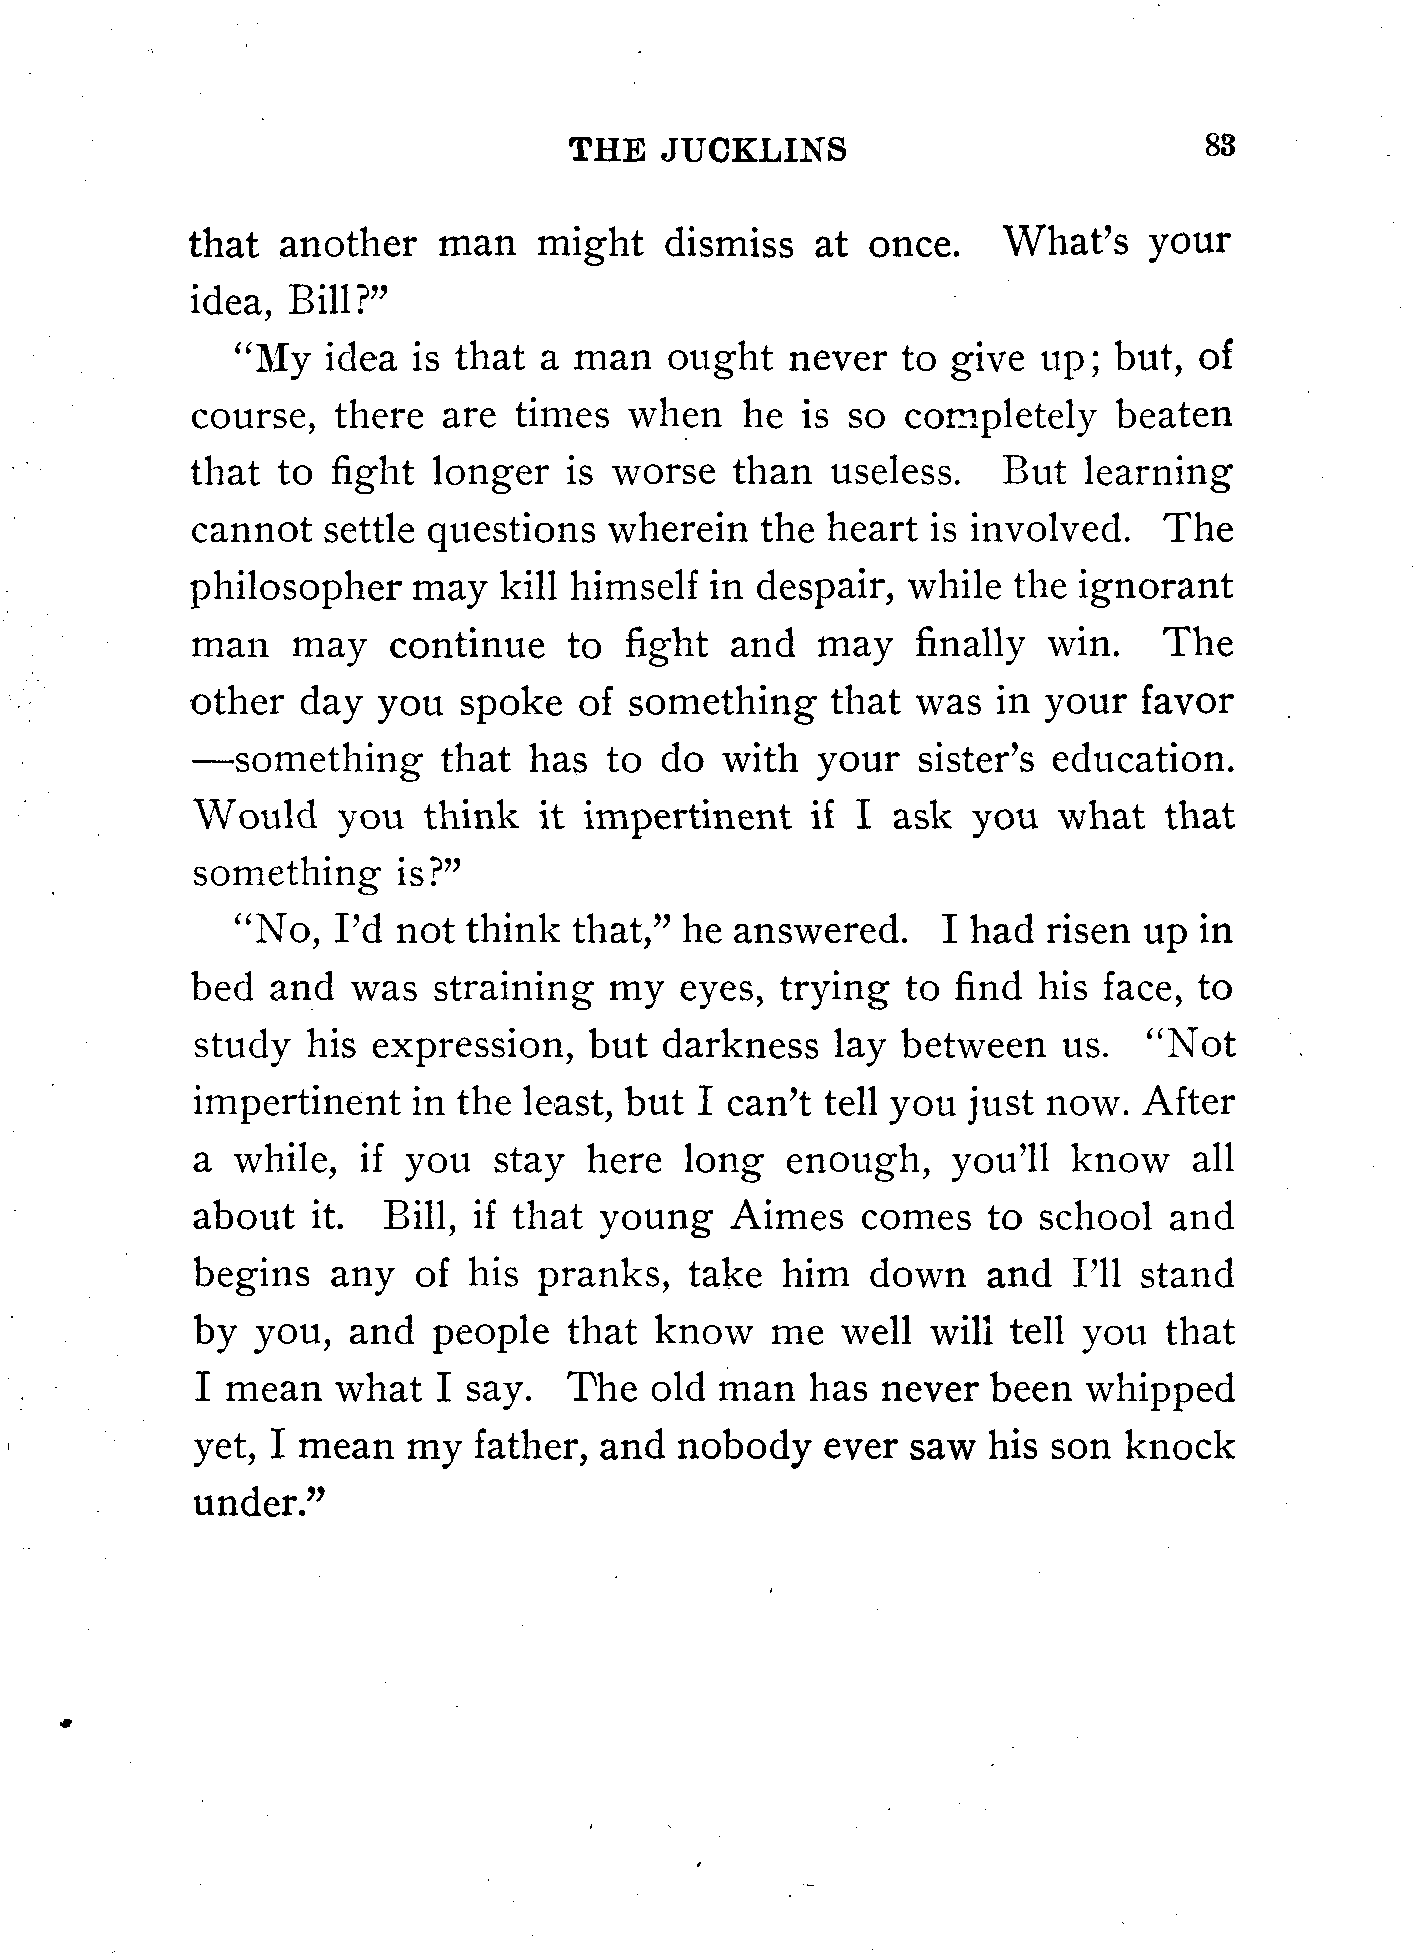 THE JUCKLINS 83
that another man might dismiss at once. What's your
idea, Bill?"
"My idea is that a man ought never to give up; but, of
course, there are times when he is so completely beaten
that to fight longer is worse than useless. But learning
cannot settle questions wherein the heart is involved. The
philosopher may kill himself in despair, while the ignorant
man may continue to fight and may finally win. The
other day you spoke of something that was in your favor
—something that has to do with your sister's education.
Would you think it impertinent if I ask you what that
something is?"
"No, I'd not think that," he answered. I had risen up in
bed and was straining my eyes, trying to find his face, to
study his expression, but darkness lay between us. "Not
impertinent in the least, but I can't tell you just now. After
a while, if you stay here long enough, you'll know all
about it. Bill, if that young Aimes comes to school and
begins any of his pranks, take him down and I'll stand
by you, and people that know me well will tell you that
I mean what I say. The old man has never been whipped
yet, I mean my father, and nobody ever saw his son knock
under."